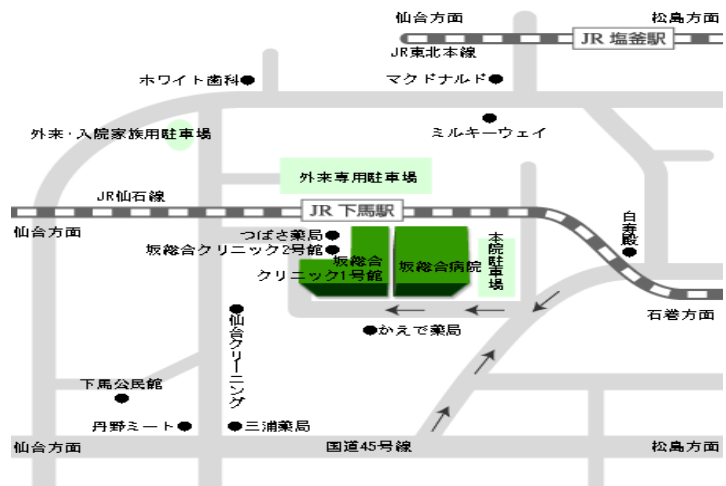 仙台方面
松島方面
JR 塩釜駅
JR東北本線
ホワイト歯科
マクドナルド
外来・入院家族用駐車場
ミルキーウェイ
外来専用駐車場
JR仙石線
JR 下馬駅
仙台方面
つばさ薬局
坂総合クリニック2号館
坂総合
クリニック1号館
坂総合病院
本院駐車場
白寿殿
石巻方面
かえで薬局
仙台クリーニング
下馬公民館
丹野ミート
三浦薬局
仙台方面
国道45号線
松島方面